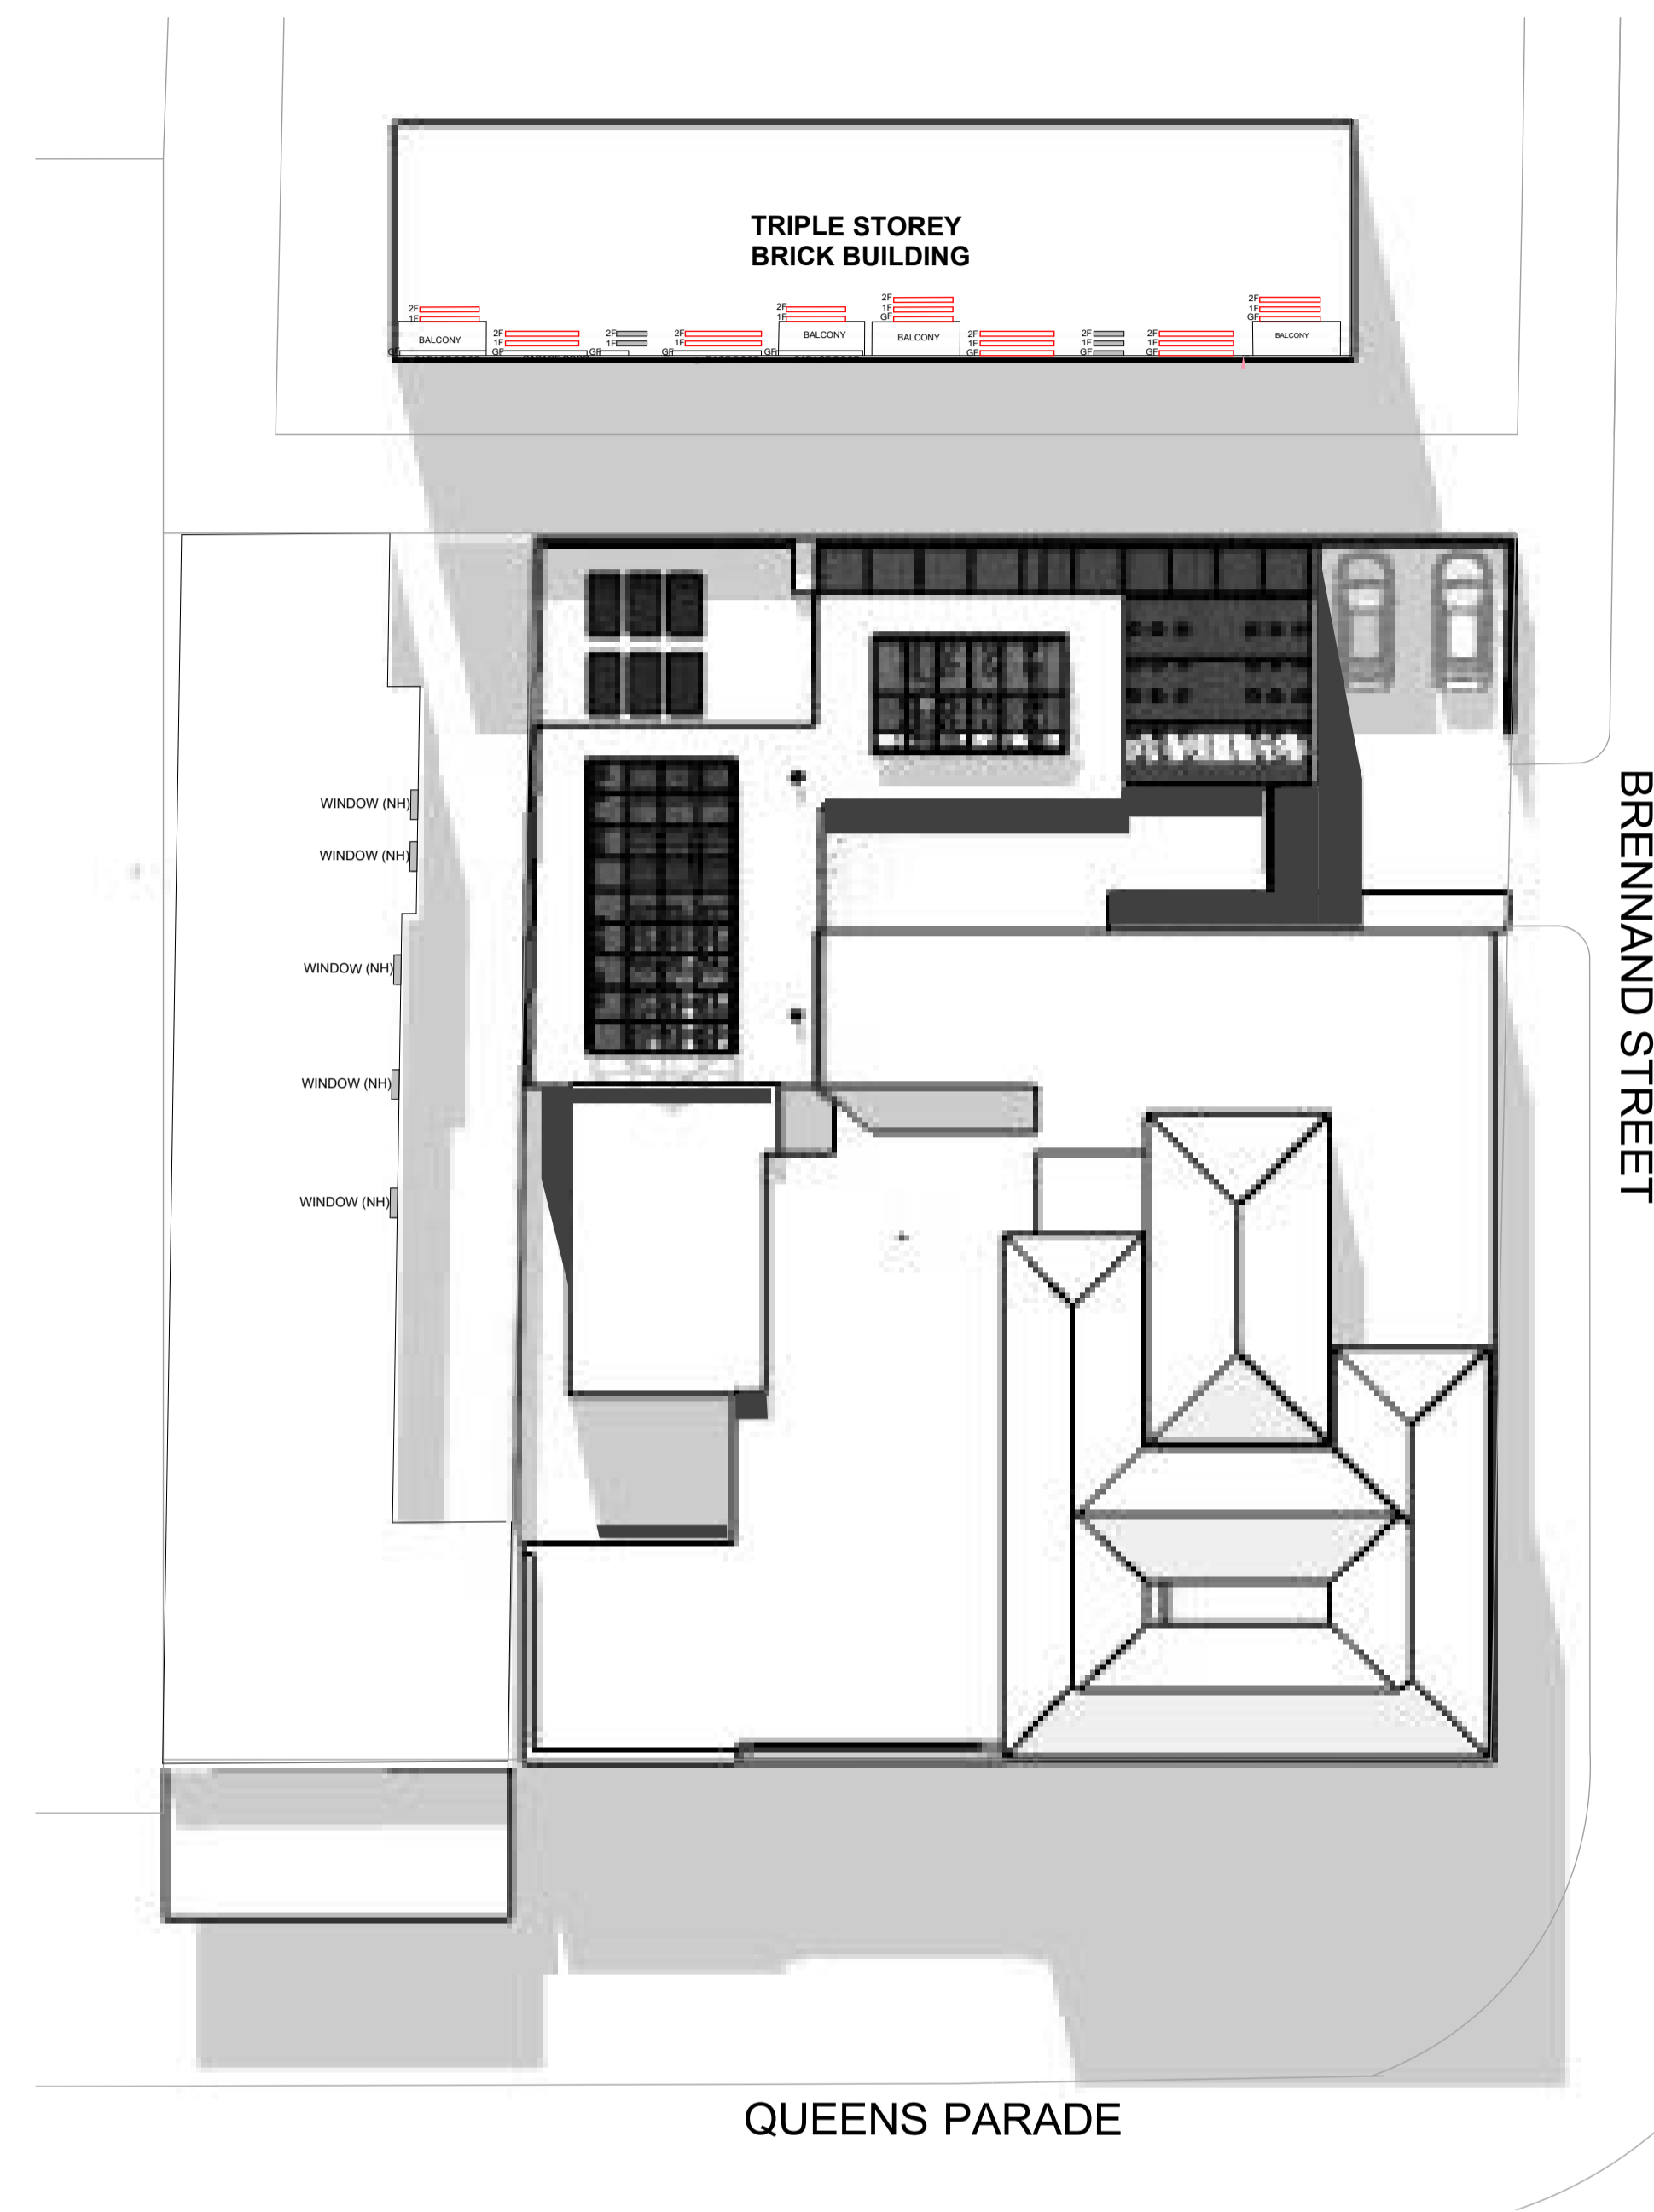 TRIPLE STOREY
BRICK BUILDING
2F
1F
BALCONY
GF
2F
1F
GF
2F
1F
GF
2F
1F
GF
2F
1F
BALCONY
GF
2F
1F
GF
BALCONY
2F
1F
GF
2F
1F
GF
2F
1F
GF
2F
1F
GF
BALCONY
WINDOW (NH)
WINDOW (NH)
WINDOW (NH)
WINDOW (NH)
WINDOW (NH)
BRENNAND STREET
QUEENS PARADE